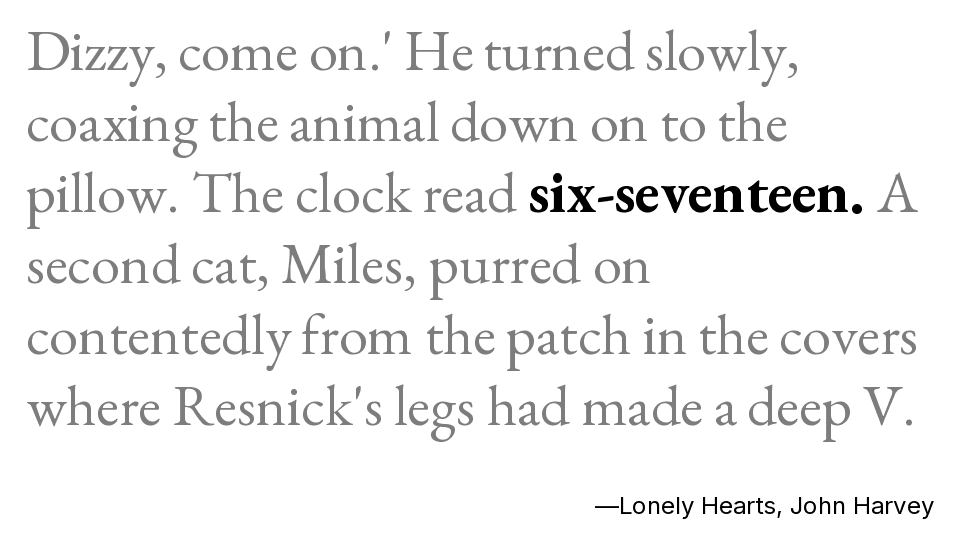 Dizzy, come on.' He turned slowly,
coaxing the animal down on to the
pillow. The clock read six-seventeen. A
second cat, Miles, purred on
contentedly from the patch in the covers
where Resnick's legs had made a deep V.
—Lonely Hearts, John Harvey